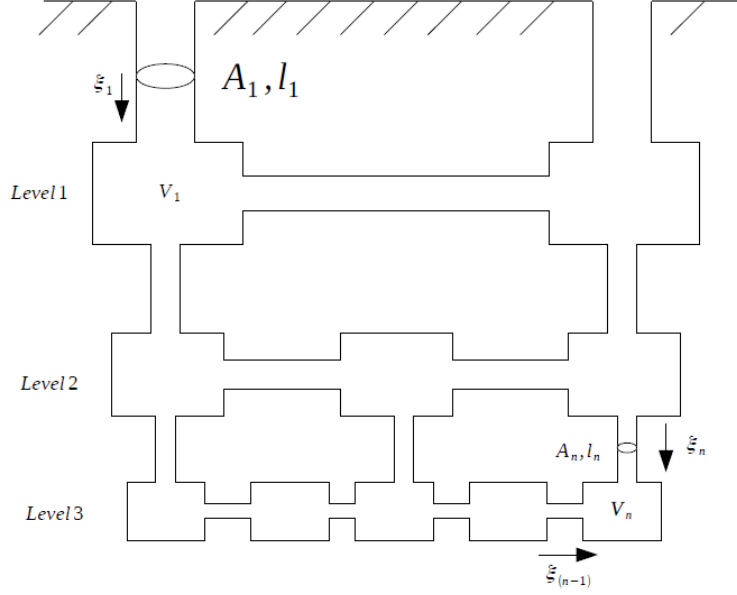 ξ₁
A₁, l₁
Level 1
V₁
Level 2
Aₙ, lₙ
ξₙ
Level 3
Vₙ
ξ₍ₙ₋₁₎